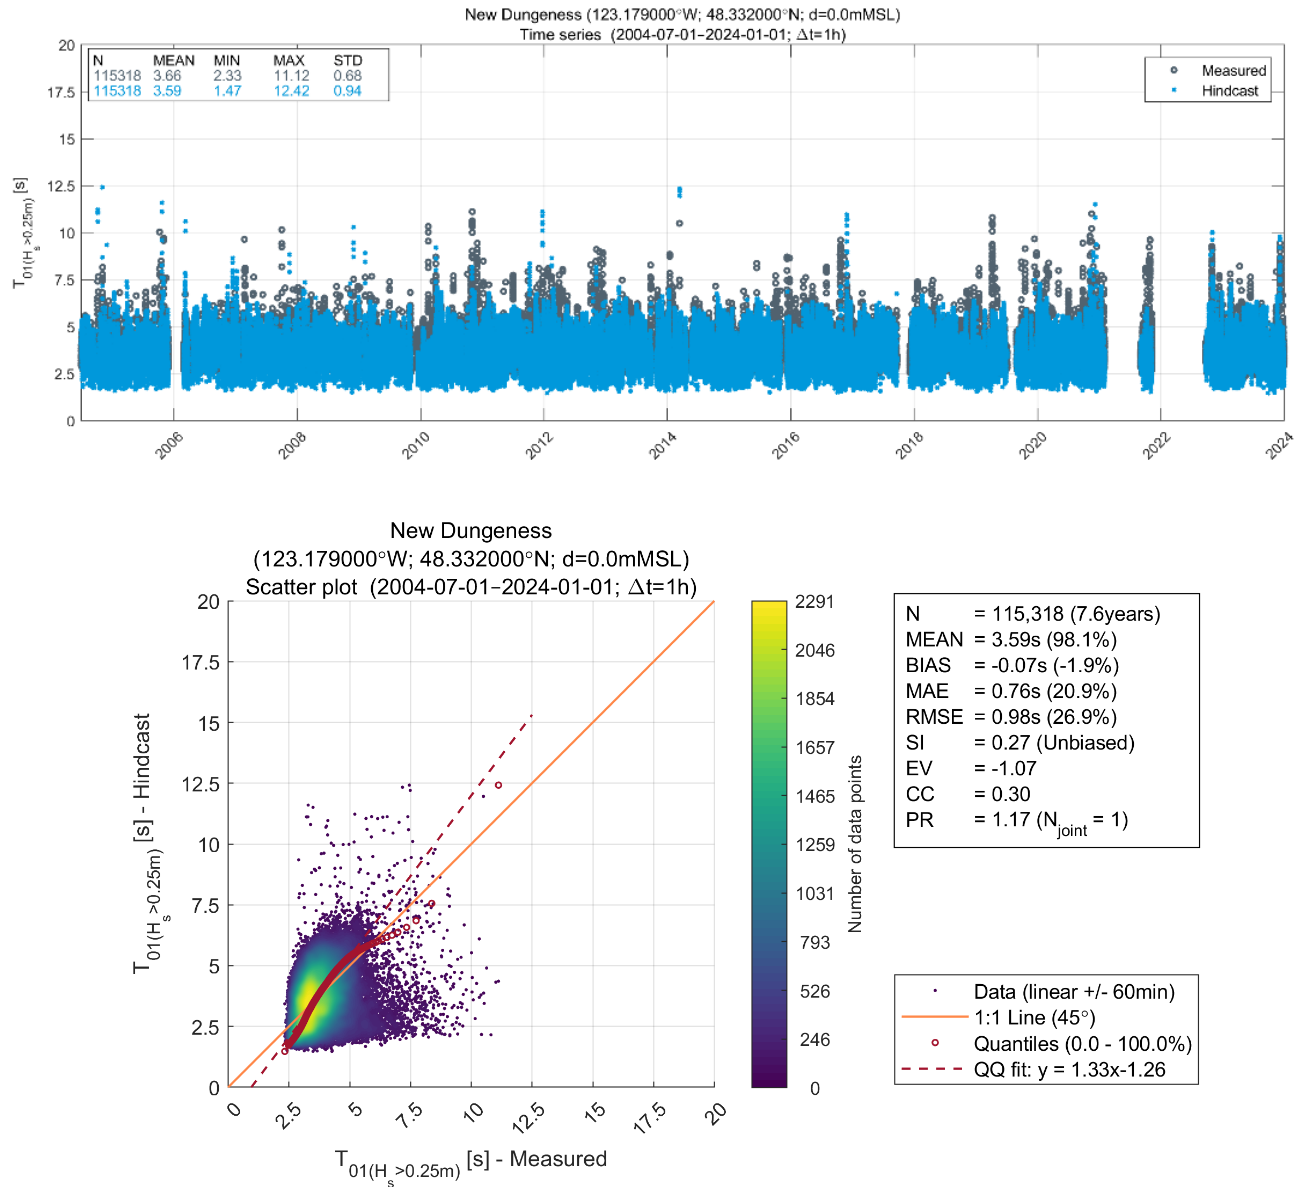 New Dungeness (123.179000°W; 48.332000°N; d=0.0mMSL)
Time series (2004-07-01–2024-01-01; Δt=1h)
N MEAN MIN MAX STD
115318 3.66 2.33 11.12 0.68
115318 3.59 1.47 12.42 0.94
Measured
Hindcast
T01(Hs>0.25m) [s]
20
17.5
15
12.5
10
7.5
5
2.5
0
2006 2008 2010 2012 2014 2016 2018 2020 2022 2024
New Dungeness
(123.179000°W; 48.332000°N; d=0.0mMSL)
Scatter plot (2004-07-01–2024-01-01; Δt=1h)
T01(Hs>0.25m) [s] - Hindcast
20
17.5
15
12.5
10
7.5
5
2.5
0
0 2.5 5 7.5 10 12.5 15 17.5 20
T01(Hs>0.25m) [s] - Measured
2291
2046
1854
1657
1465
1259
1031
793
526
246
0
Number of data points
N = 115,318 (7.6years)
MEAN = 3.59s (98.1%)
BIAS = -0.07s (-1.9%)
MAE = 0.76s (20.9%)
RMSE = 0.98s (26.9%)
SI = 0.27 (Unbiased)
EV = -1.07
CC = 0.30
PR = 1.17 (Njoint = 1)
Data (linear +/- 60min)
1:1 Line (45°)
Quantiles (0.0 - 100.0%)
QQ fit: y = 1.33x-1.26